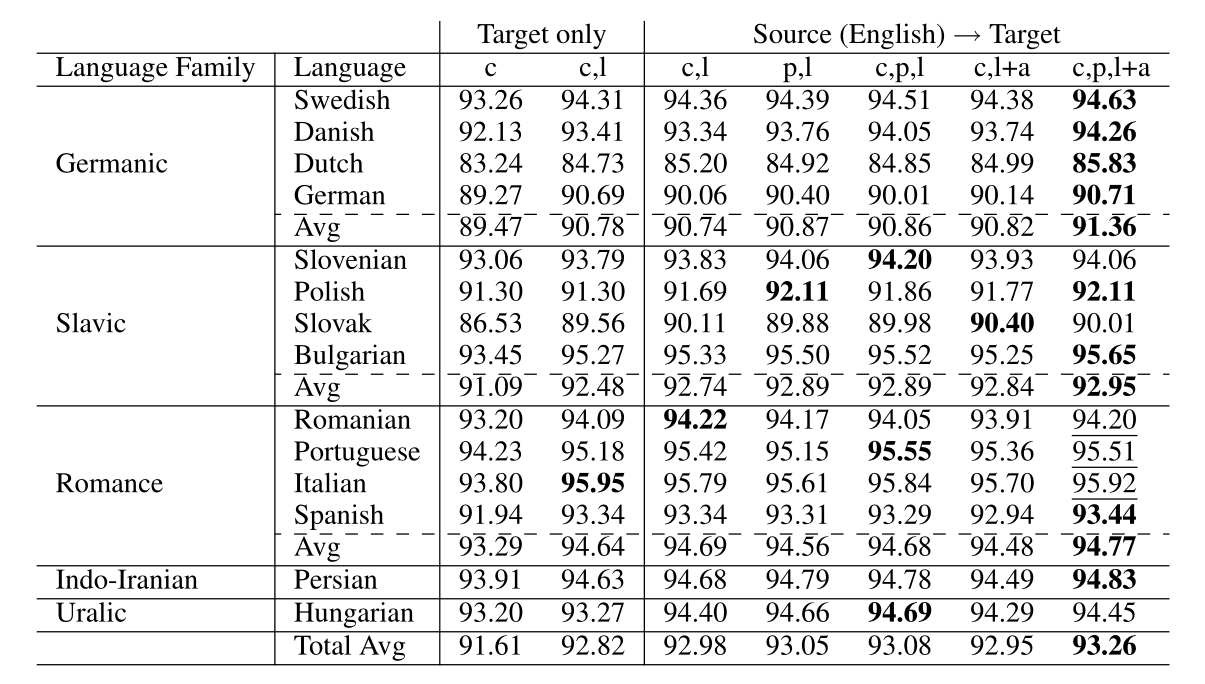 Target only Source (English) → Target
Language Family Language c c,l c,l p,l c,p,l c,l+a c,p,l+a
Swedish 93.26 94.31 94.36 94.39 94.51 94.38 94.63
Danish 92.13 93.41 93.34 93.76 94.05 93.74 94.26
Germanic Dutch 83.24 84.73 85.20 84.92 84.85 84.99 85.83
German 89.27 90.69 90.06 90.40 90.01 90.14 90.71
Avg 89.47 90.78 90.74 90.87 90.86 90.82 91.36
Slovenian 93.06 93.79 93.83 94.06 94.20 93.93 94.06
Polish 91.30 91.30 91.69 92.11 91.86 91.77 92.11
Slavic Slovak 86.53 89.56 90.11 89.88 89.98 90.40 90.01
Bulgarian 93.45 95.27 95.33 95.50 95.52 95.25 95.65
Avg 91.09 92.48 92.74 92.89 92.89 92.84 92.95
Romanian 93.20 94.09 94.22 94.17 94.05 93.91 94.20
Portuguese 94.23 95.18 95.42 95.15 95.55 95.36 95.51
Romance Italian 93.80 95.95 95.79 95.61 95.84 95.70 95.92
Spanish 91.94 93.34 93.34 93.31 93.29 92.94 93.44
Avg 93.29 94.64 94.69 94.56 94.68 94.48 94.77
Indo-Iranian Persian 93.91 94.63 94.68 94.79 94.78 94.49 94.83
Uralic Hungarian 93.20 93.27 94.40 94.66 94.69 94.29 94.45
Total Avg 91.61 92.82 92.98 93.05 93.08 92.95 93.26